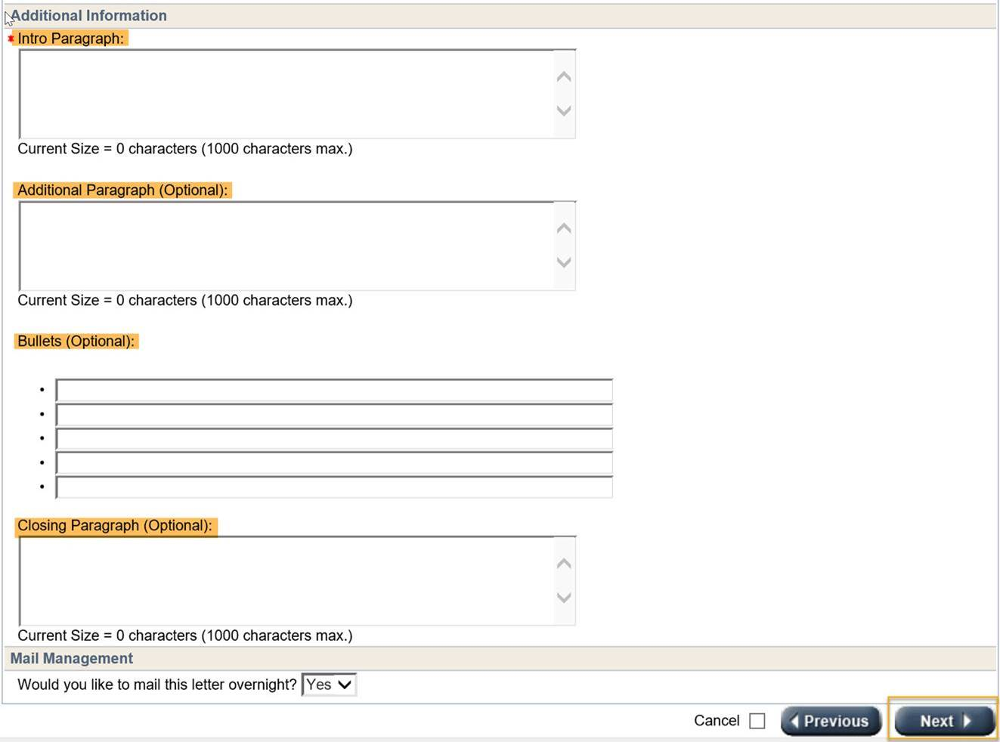 Additional Information
* Intro Paragraph:
Current Size = 0 characters (1000 characters max.)
Additional Paragraph (Optional):
Current Size = 0 characters (1000 characters max.)
Bullets (Optional):
•
•
•
•
•
Closing Paragraph (Optional):
Current Size = 0 characters (1000 characters max.)
Mail Management
Would you like to mail this letter overnight? Yes
Cancel Previous Next